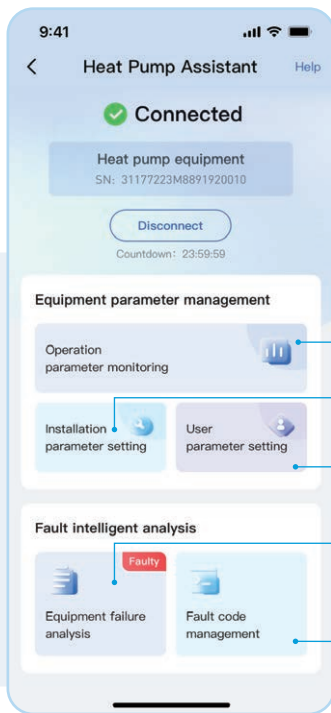 9:41
Heat Pump Assistant Help
Connected
Heat pump equipment
SN: 31177223M8891920010
Disconnect
Countdown: 23:59:59
Equipment parameter management
Operation
parameter monitoring
Installation
parameter setting
User
parameter setting
Fault intelligent analysis
Faulty
Equipment failure
analysis
Fault code
management